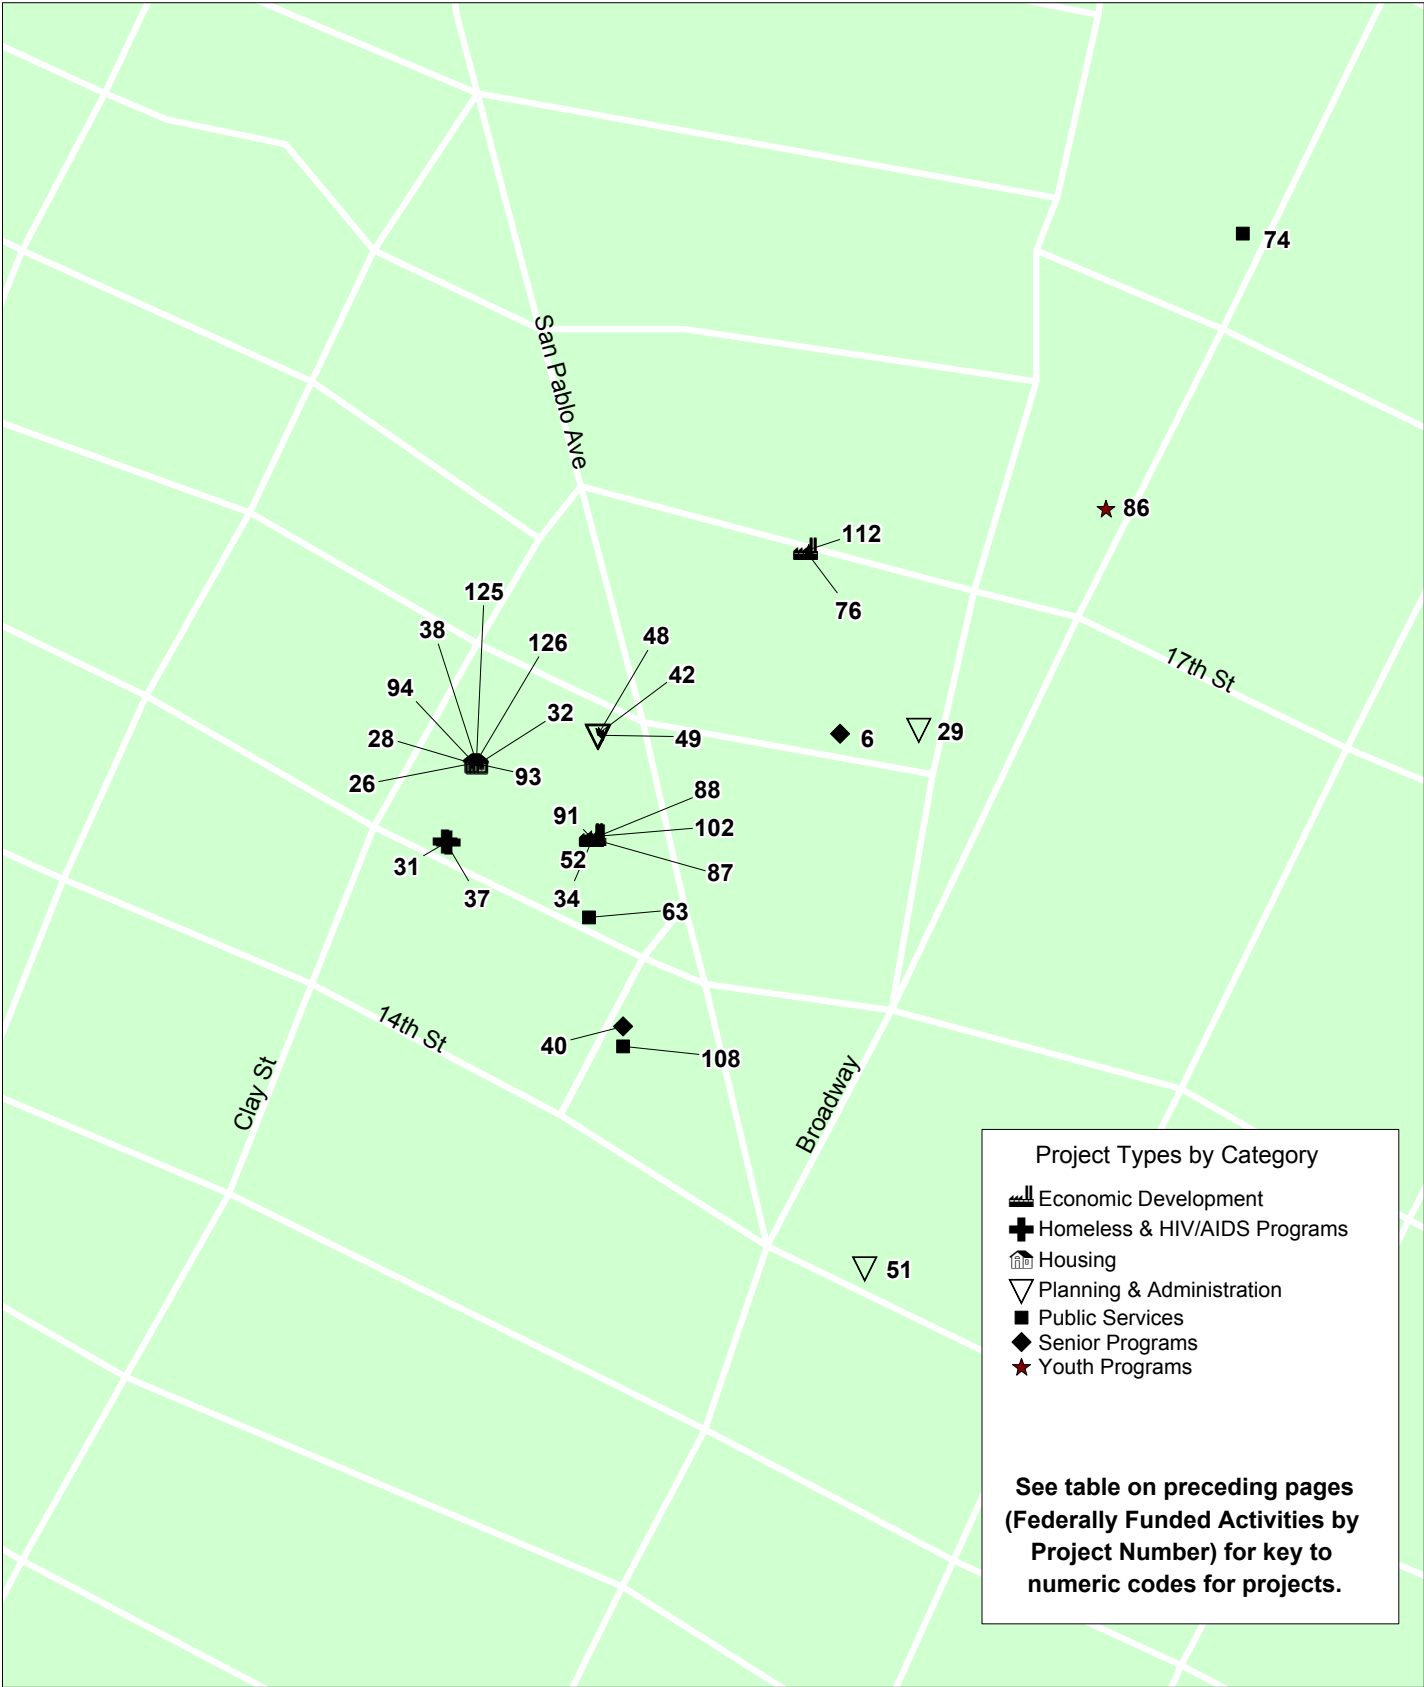 74
San Pablo Ave
86
112
76
125
38
126
48
42
94
32
28
49
6
29
17th St
26
93
88
91
102
52
87
31
37
34
63
14th St
40
108
Clay St
Broadway
51
Project Types by Category
Economic Development
Homeless & HIV/AIDS Programs
Housing
Planning & Administration
Public Services
Senior Programs
Youth Programs
See table on preceding pages
(Federally Funded Activities by
Project Number) for key to
numeric codes for projects.